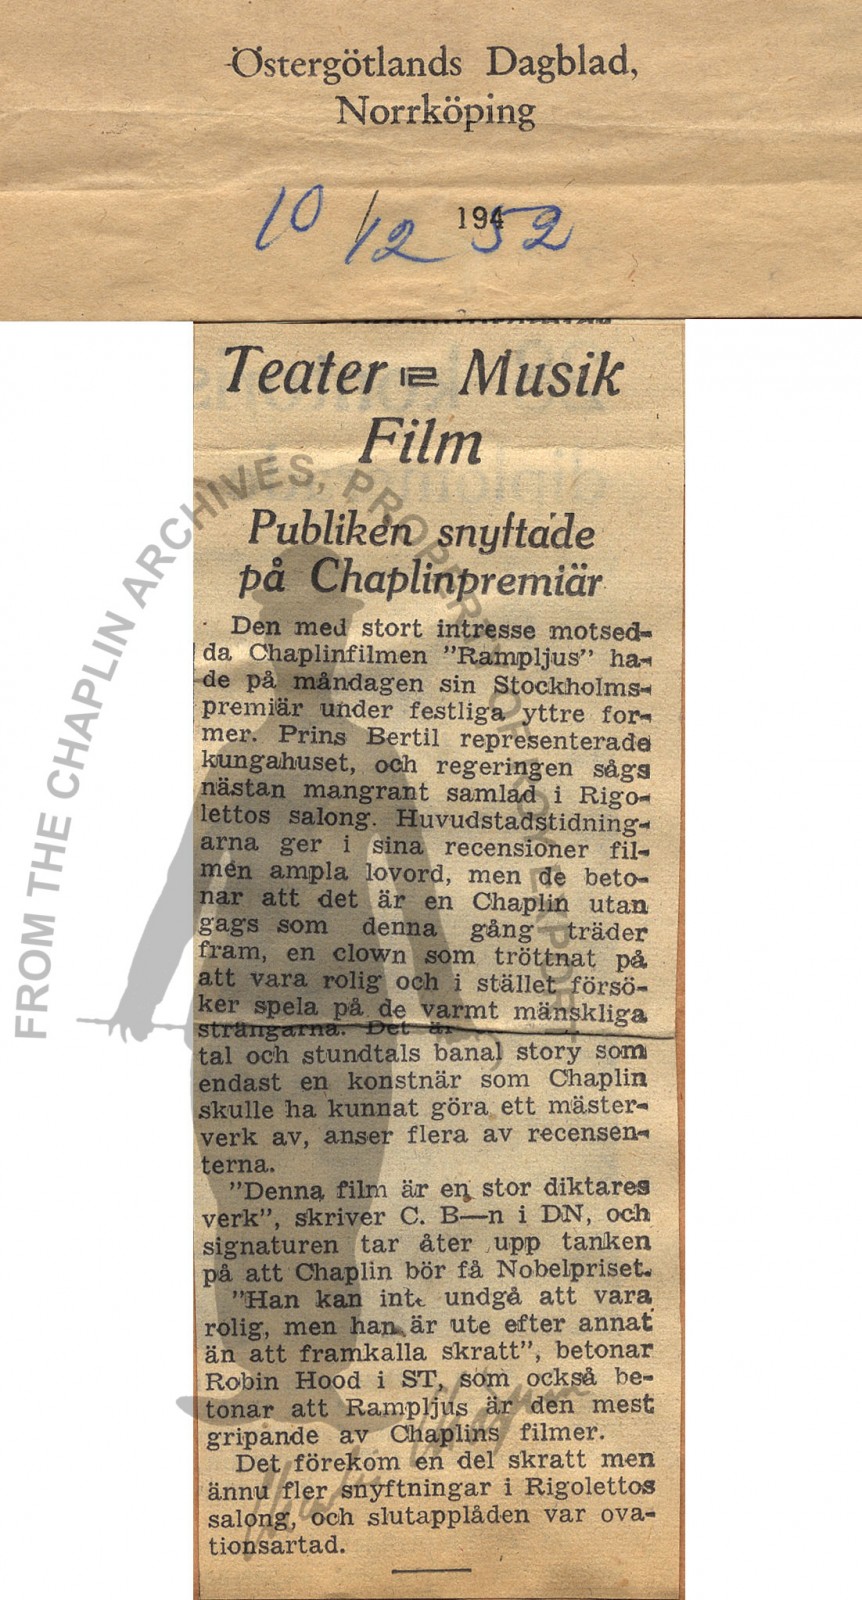 Östergötlands Dagblad,
Norrköping
10/12 194 52
Teater Musik
Film
Publiken snyftade
på Chaplinpremiär
Den med stort intresse motsed-
da Chaplinfilmen ”Rampljus” ha-
de på måndagen sin Stockholms-
premiär under festliga yttre for-
mer. Prins Bertil representerade
kungahuset, och regeringen sågs
nästan mangrant samlad i Rigo-
lettos salong. Huvudstadstidning-
arna ger i sina recensioner fil-
men ampla lovord, men de beto-
nar att det är en Chaplin utan
gags som denna gång träder
fram, en clown som tröttnat på
att vara rolig och i stället försö-
ker spela på de varmt mänskliga
strängarna. Det är
tal och stundtals banal story som
endast en konstnär som Chaplin
skulle ha kunnat göra ett mäster-
verk av, anser flera av recensen-
terna.
”Denna film är en stor diktares
verk”, skriver C. B—n i DN, och
signaturen tar åter upp tanken
på att Chaplin bör få Nobelpriset.
”Han kan inte undgå att vara
rolig, men han är ute efter annat
än att framkalla skratt”, betonar
Robin Hood i ST, som också be-
tonar att Rampljus är den mest
gripande av Chaplins filmer.
Det förekom en del skratt men
ännu fler snyftningar i Rigolettos
salong, och slutapplåden var ova-
tionsartad.
FROM THE CHAPLIN ARCHIVES, PROPERTY OF ROY EXPORT
Charlie Chaplin